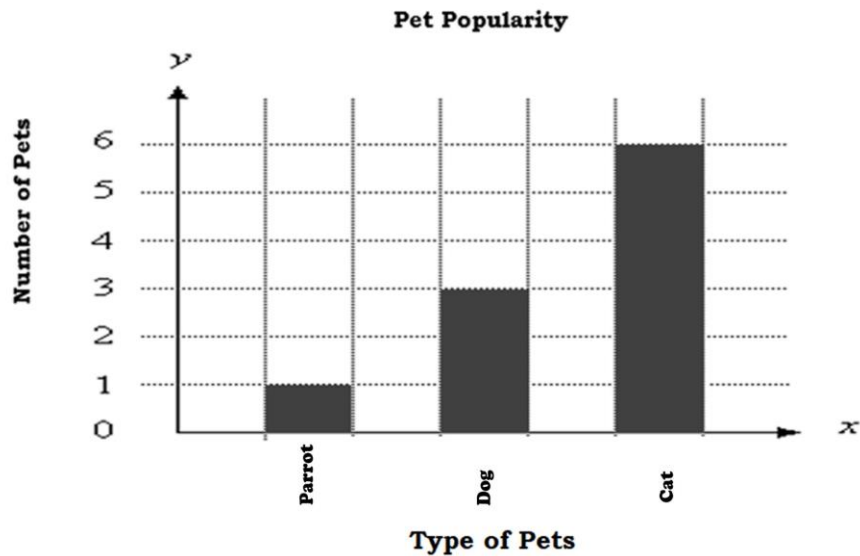 Pet Popularity
y
Number of Pets
6
5
4
3
2
1
0
x
Parrot
Dog
Cat
Type of Pets